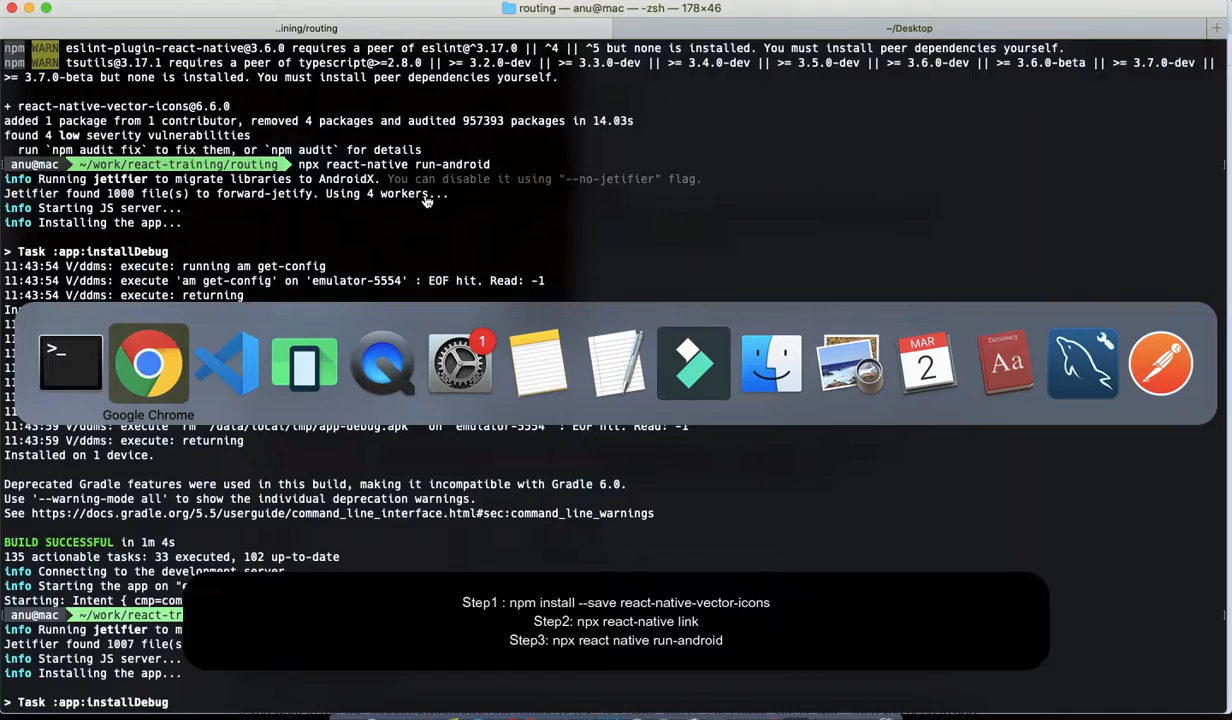 routing — anu@mac — -zsh — 178×46
..ining/routing
~/Desktop
npm WARN eslint-plugin-react-native@3.6.0 requires a peer of eslint@^3.17.0 || ^4 || ^5 but none is installed. You must install peer dependencies yourself.
npm WARN tsutils@3.17.1 requires a peer of typescript@>=2.8.0 || >= 3.2.0-dev || >= 3.3.0-dev || >= 3.4.0-dev || >= 3.5.0-dev || >= 3.6.0-dev || >= 3.6.0-beta || >= 3.7.0-dev ||
>= 3.7.0-beta but none is installed. You must install peer dependencies yourself.
+ react-native-vector-icons@6.6.0
added 1 package from 1 contributor, removed 4 packages and audited 957393 packages in 14.03s
found 4 low severity vulnerabilities
run `npm audit fix` to fix them, or `npm audit` for details
anu@mac ~/work/react-training/routing npx react-native run-android
info Running jetifier to migrate libraries to AndroidX. You can disable it using "--no-jetifier" flag.
Jetifier found 1000 file(s) to forward-jetify. Using 4 workers...
info Starting JS server...
info Installing the app...
> Task :app:installDebug
11:43:54 V/ddms: execute: running am get-config
11:43:54 V/ddms: execute 'am get-config' on 'emulator-5554' : EOF hit. Read: -1
11:43:54 V/ddms: execute: returning
1
MAR
2
Aa
Google Chrome
11:43:59 V/ddms: execute 'rm "/data/local/tmp/app-debug.apk"' on 'emulator-5554' : EOF hit. Read: -1
11:43:59 V/ddms: execute: returning
Installed on 1 device.
Deprecated Gradle features were used in this build, making it incompatible with Gradle 6.0.
Use '--warning-mode all' to show the individual deprecation warnings.
See https://docs.gradle.org/5.5/userguide/command_line_interface.html#sec:command_line_warnings
BUILD SUCCESSFUL in 1m 4s
135 actionable tasks: 33 executed, 102 up-to-date
info Connecting to the development server...
info Starting the app on "e
Starting: Intent { cmp=com
anu@mac ~/work/react-tr
info Running jetifier to m
Jetifier found 1007 file(s
info Starting JS server...
info Installing the app...
> Task :app:installDebug
Step1 : npm install --save react-native-vector-icons
Step2: npx react-native link
Step3: npx react native run-android